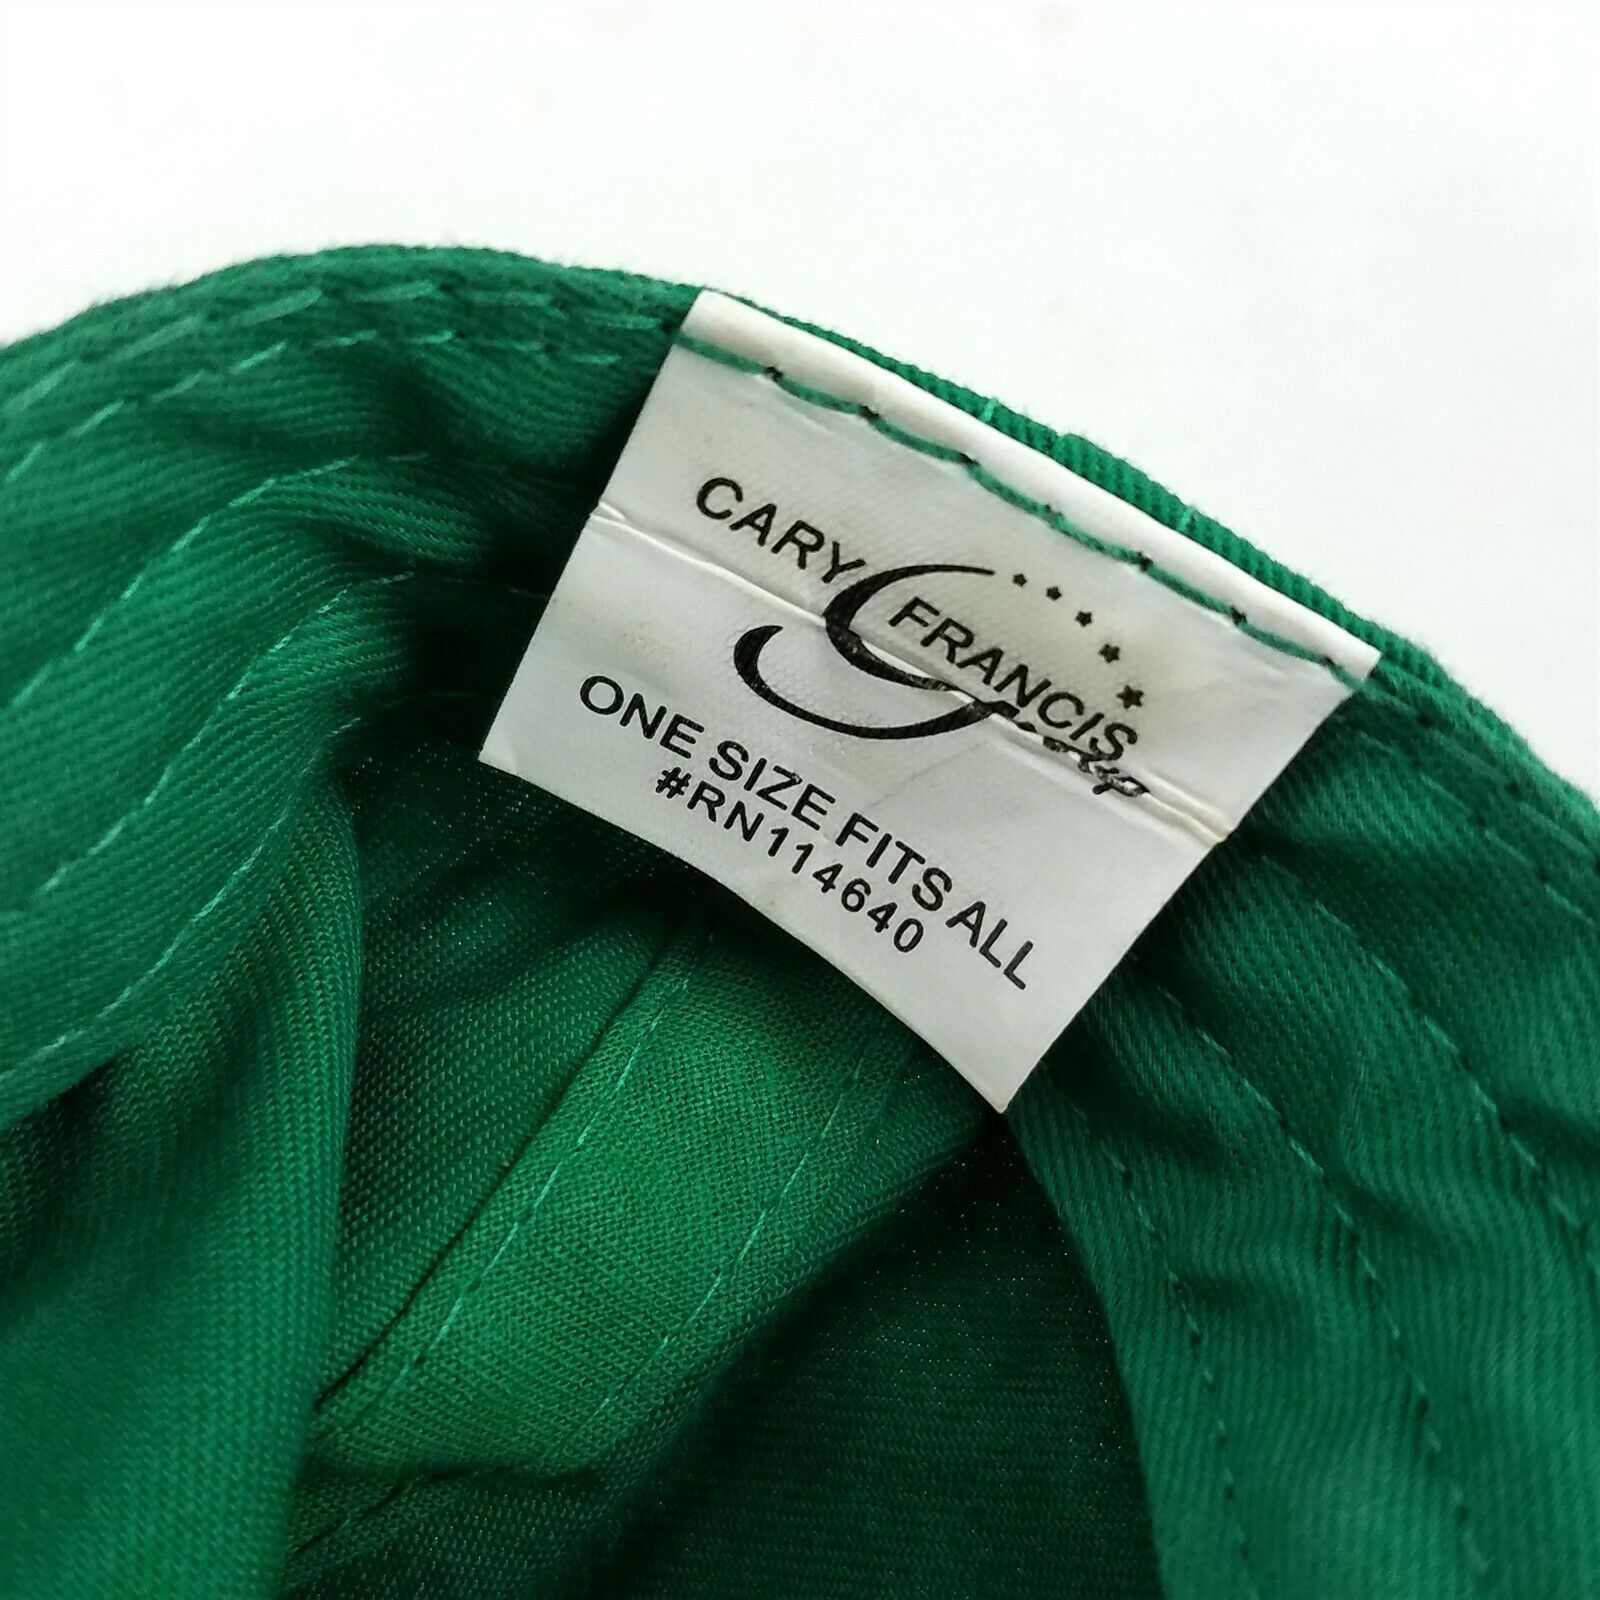 CARY
FRANCIS
Group
ONE SIZE FITS ALL
#RN114640